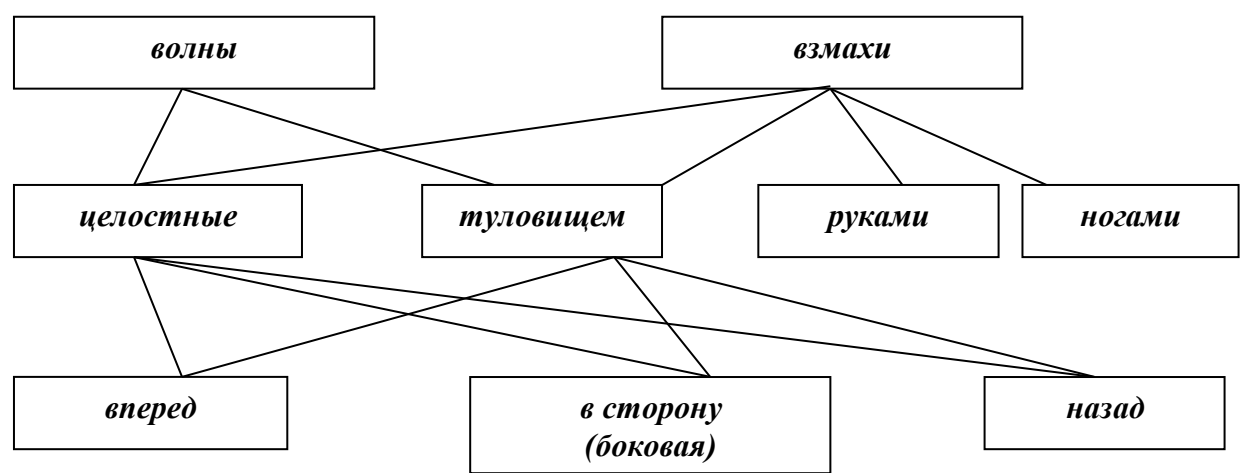 волны
взмахи
целостные
туловищем
руками
ногами
вперед
в сторону
(боковая)
назад